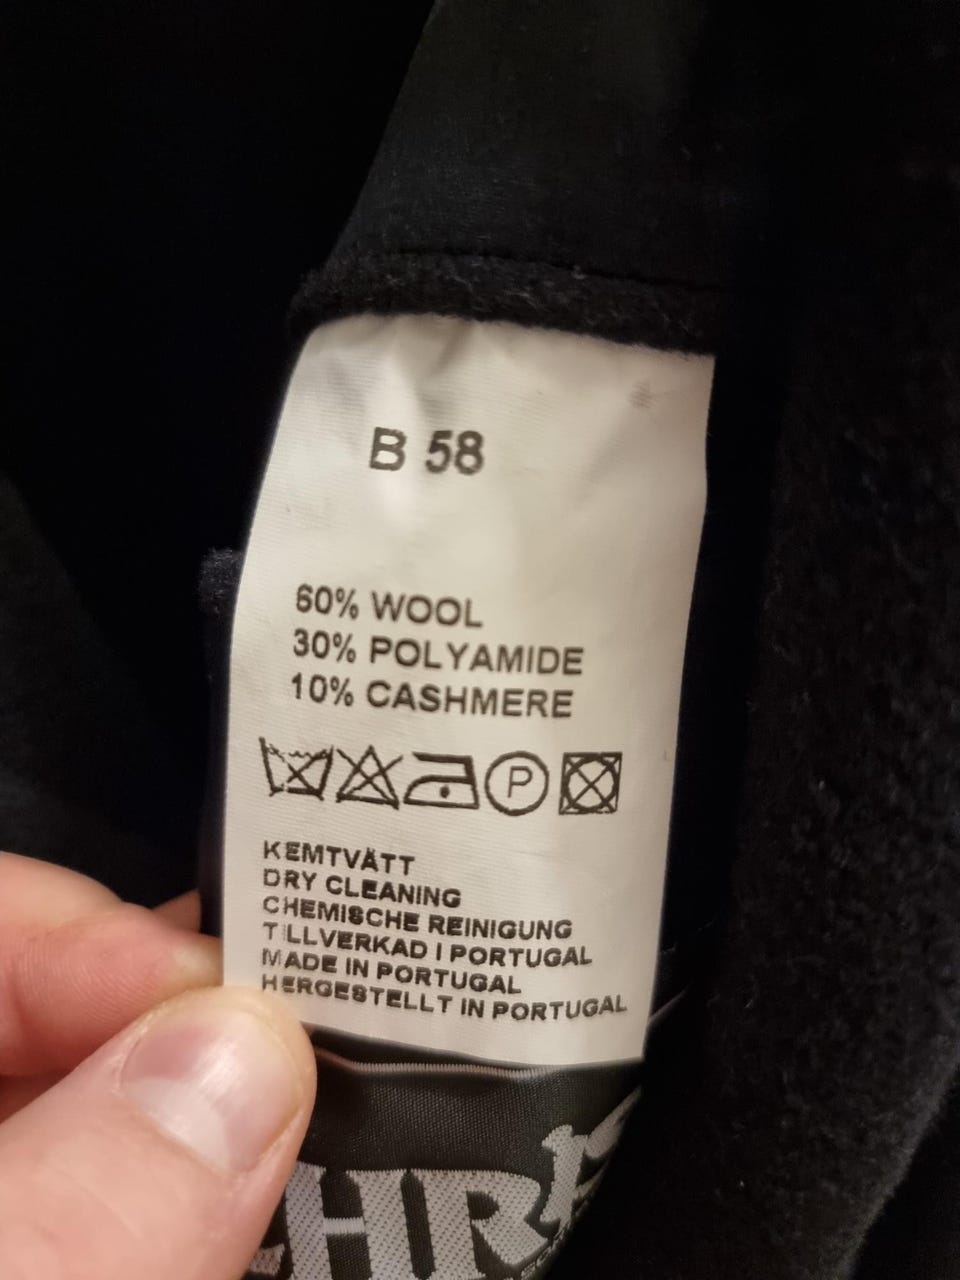 B 58
60% WOOL
30% POLYAMIDE
10% CASHMERE
P
KEMTVÄTT
DRY CLEANING
CHEMISCHE REINIGUNG
TILLVERKAD I PORTUGAL
MADE IN PORTUGAL
HERGESTELLT IN PORTUGAL